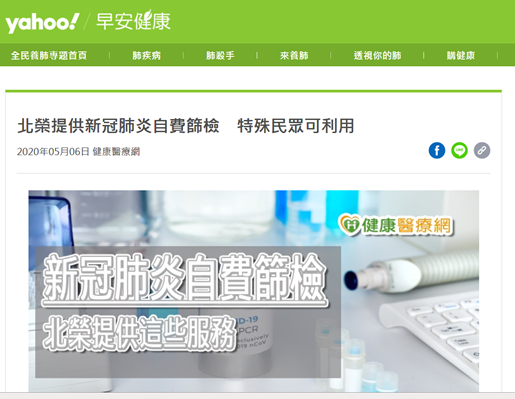 yahoo! 早安健康
全民養肺專題首頁 肺疾病 肺殺手 來養肺 透視你的肺 購健康
北榮提供新冠肺炎自費篩檢 特殊民眾可利用
2020年05月06日 健康醫療網
健康醫療網
新冠肺炎自費篩檢
北榮提供這些服務
D-19
PCR